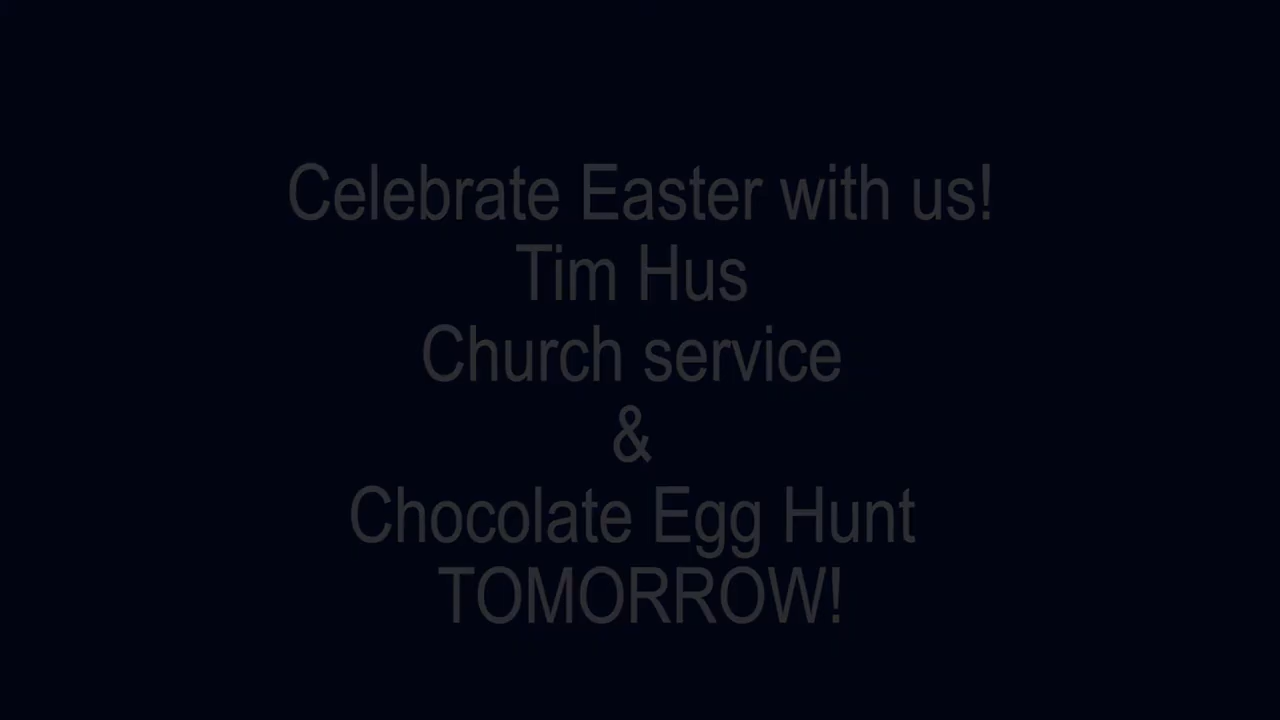 Celebrate Easter with us!
Tim Hus
Church service
&
Chocolate Egg Hunt
TOMORROW!